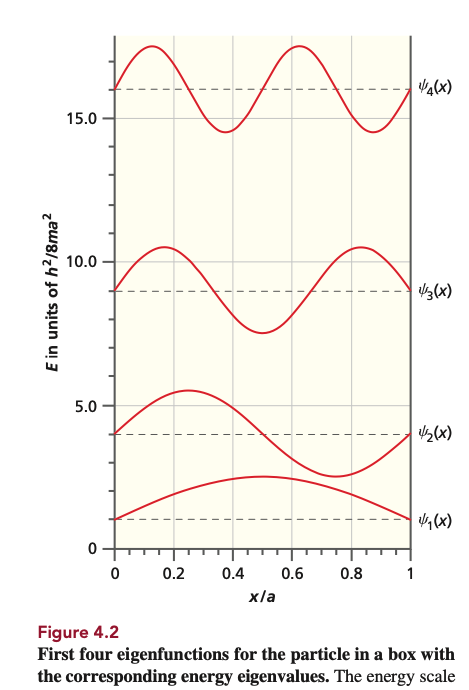 ψ4(x)
15.0
E in units of h²/8ma²
10.0
ψ3(x)
5.0
ψ2(x)
ψ1(x)
0
0 0.2 0.4 0.6 0.8 1
x/a
Figure 4.2
First four eigenfunctions for the particle in a box with
the corresponding energy eigenvalues. The energy scale